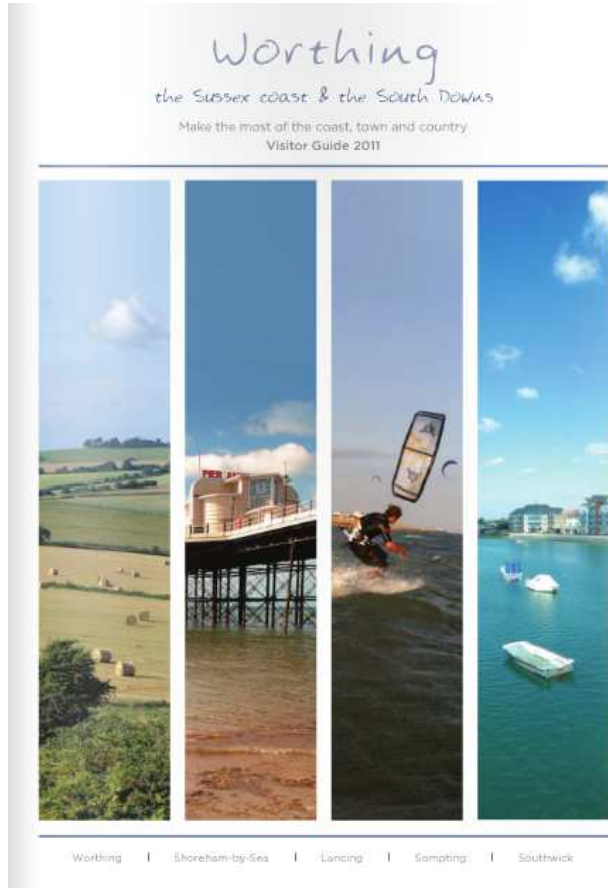 Worthing
the Sussex coast & the South Downs
Make the most of the coast, town and country
Visitor Guide 2011
PIER
Worthing | Shoreham-by-Sea | Lancing | Sompting | Southwick